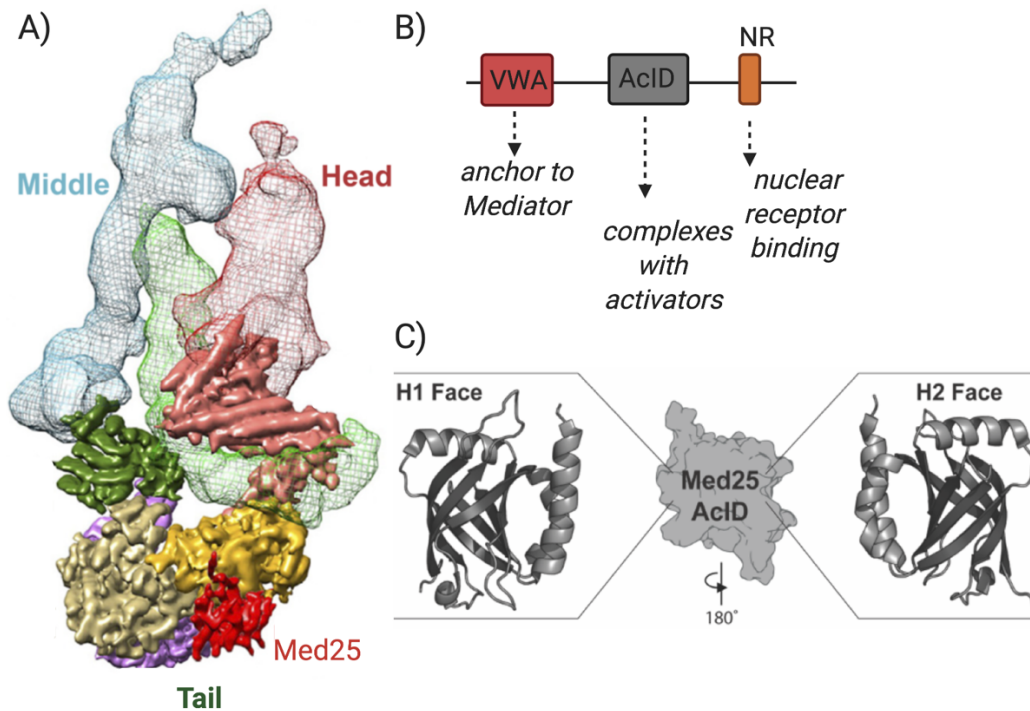 A)
Middle
Head
Med25
Tail
B)
NR
VWA
AcID
anchor to
Mediator
complexes
with
activators
nuclear
receptor
binding
C)
H1 Face
Med25
AcID
180°
H2 Face